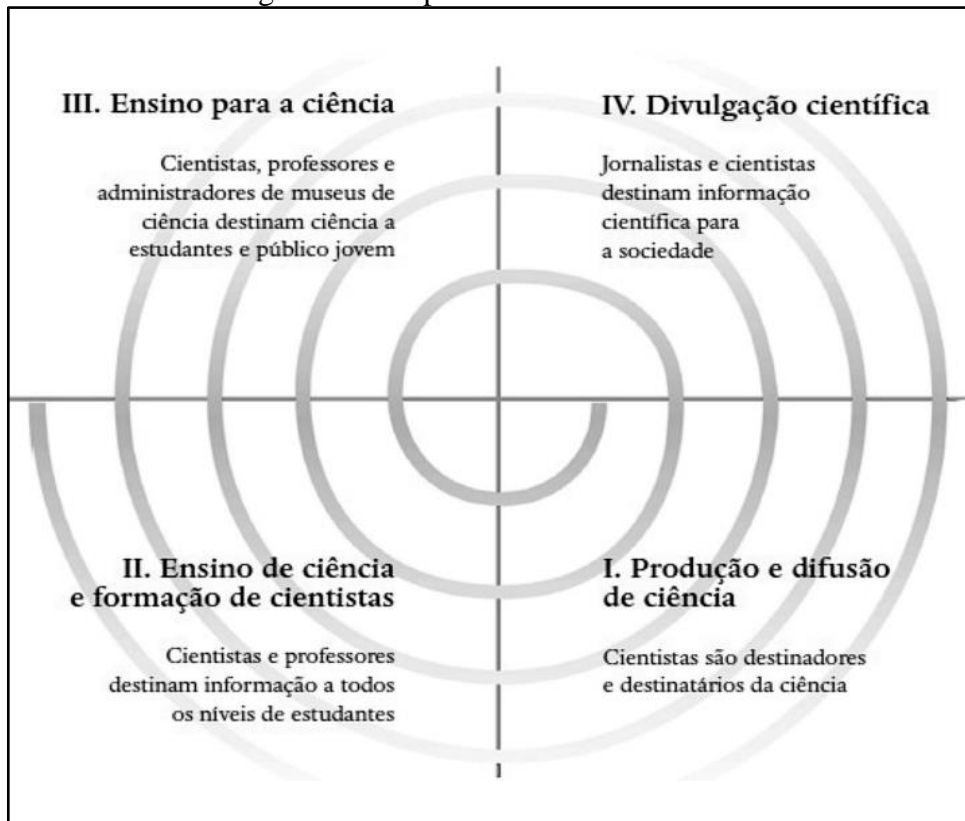 III. Ensino para a ciência
Cientistas, professores e
administradores de museus de
ciência destinam ciência a
estudantes e público jovem
IV. Divulgação científica
Jornalistas e cientistas
destinam informação
científica para
a sociedade
II. Ensino de ciência
e formação de cientistas
Cientistas e professores
destinam informação a todos
os níveis de estudantes
I. Produção e difusão
de ciência
Cientistas são destinadores
e destinatários da ciência